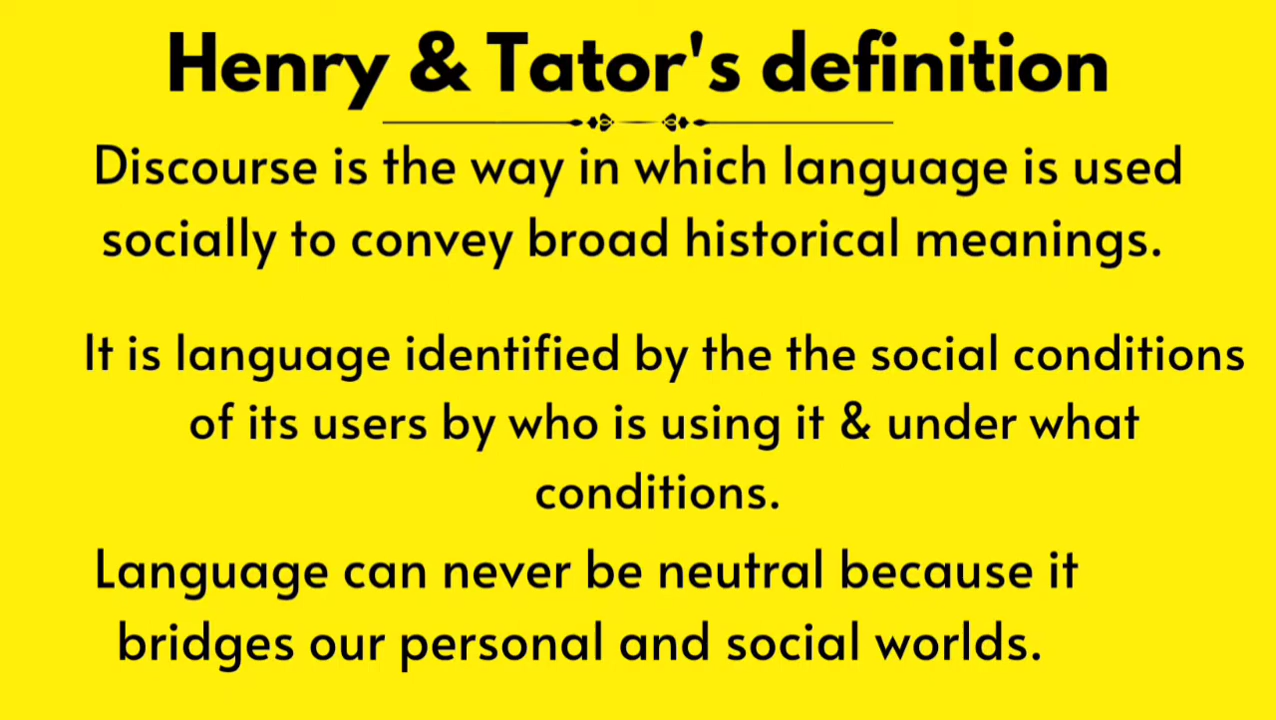 Henry & Tator's definition
Discourse is the way in which language is used
socially to convey broad historical meanings.
It is language identified by the the social conditions
of its users by who is using it & under what
conditions.
Language can never be neutral because it
bridges our personal and social worlds.